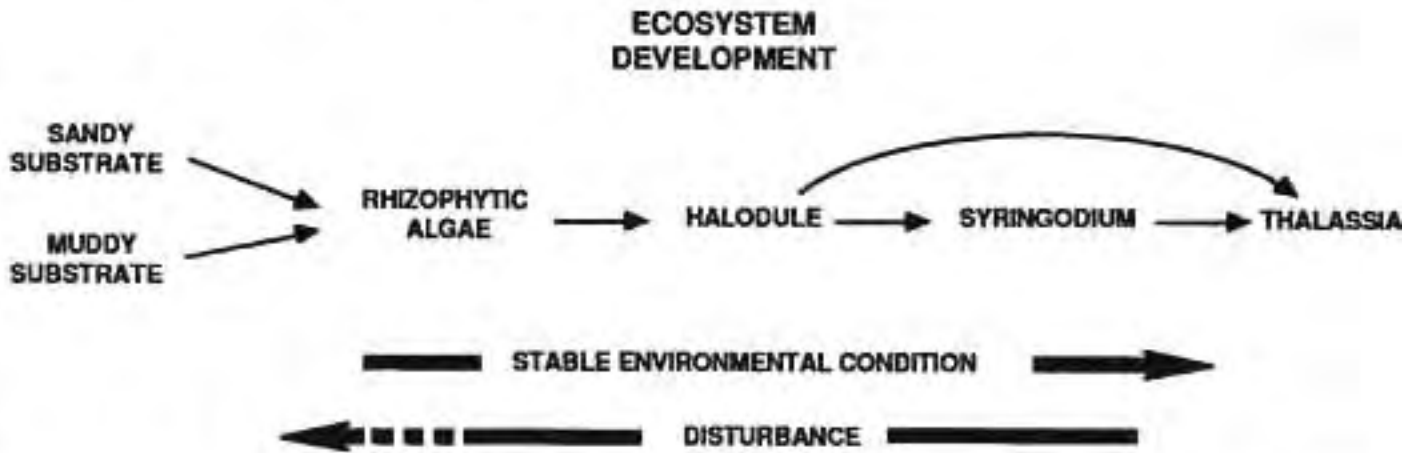 ECOSYSTEM
DEVELOPMENT
SANDY
SUBSTRATE
MUDDY
SUBSTRATE
RHIZOPHYTIC
ALGAE
HALODULE
SYRINGODIUM
THALASSIA
STABLE ENVIRONMENTAL CONDITION
DISTURBANCE